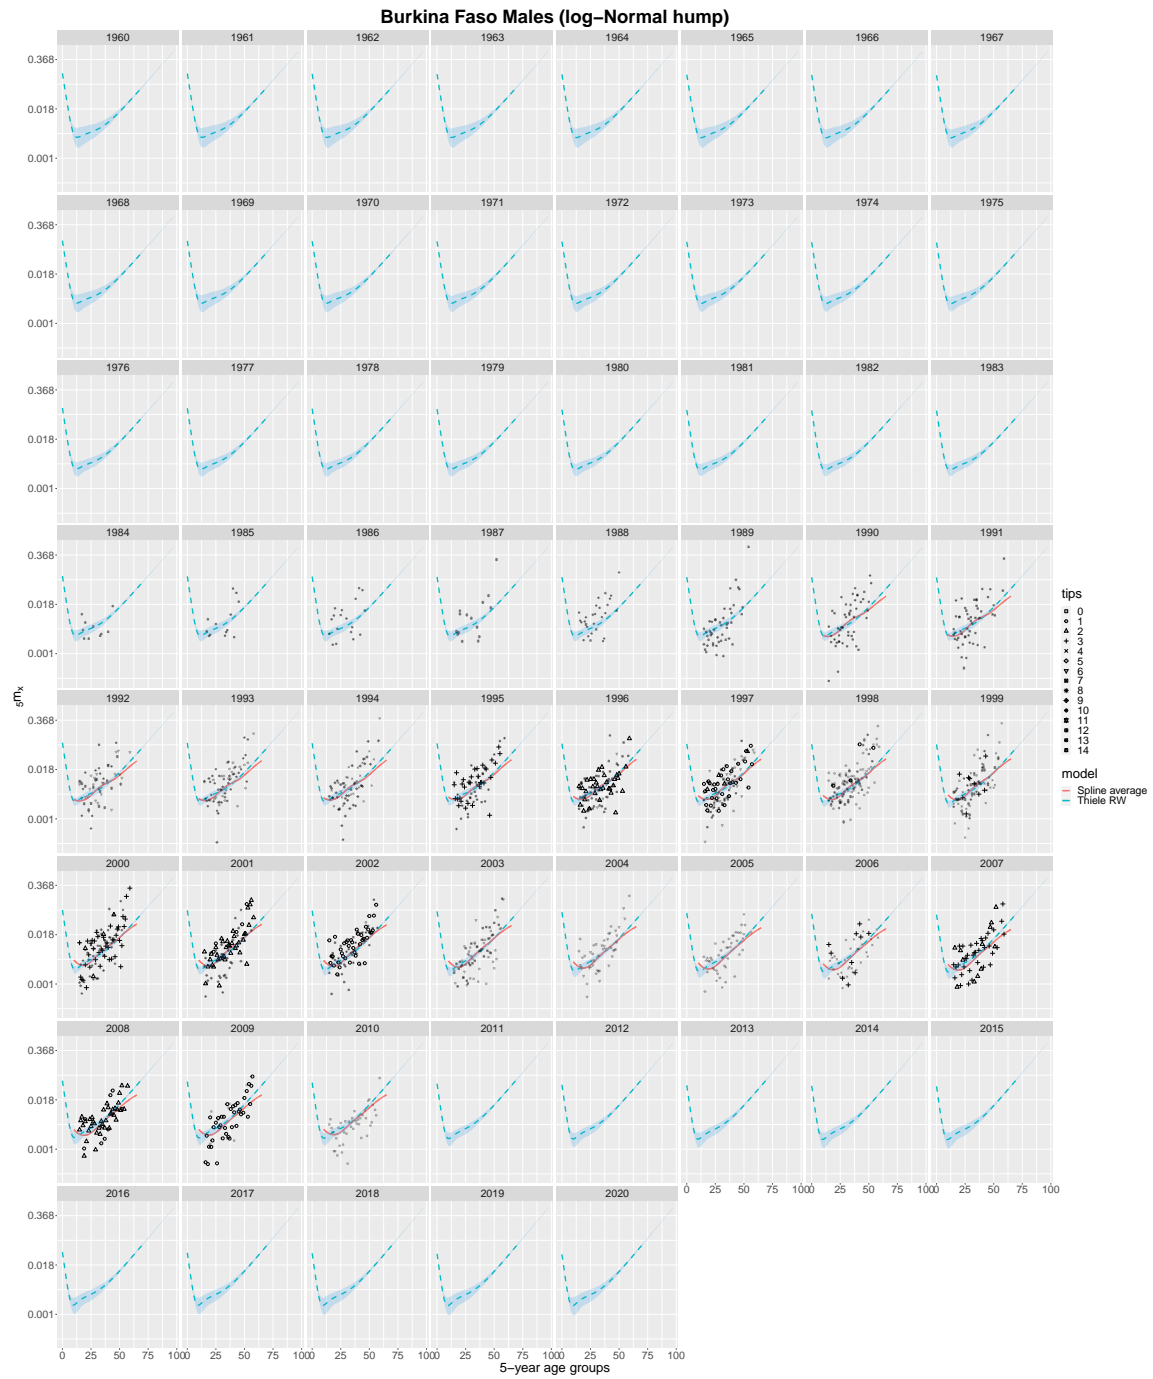 Burkina Faso Males (log−Normal hump)
1960 1961 1962 1963 1964 1965 1966 1967
0.368
0.018
0.001
1968 1969 1970 1971 1972 1973 1974 1975
0.368
0.018
0.001
1976 1977 1978 1979 1980 1981 1982 1983
0.368
0.018
0.001
1984 1985 1986 1987 1988 1989 1990 1991
0.368
0.018
0.001
1992 1993 1994 1995 1996 1997 1998 1999
0.368
0.018
0.001
2000 2001 2002 2003 2004 2005 2006 2007
0.368
0.018
0.001
2008 2009 2010 2011 2012 2013 2014 2015
0.368
0.018
0.001
0 25 50 75 100 0 25 50 75 100 0 25 50 75 100
2016 2017 2018 2019 2020
0.368
0.018
0.001
0 25 50 75 100 0 25 50 75 100 0 25 50 75 100 0 25 50 75 100 0 25 50 75 100
5−year age groups
5mx
tips
0
1
2
3
4
5
6
7
8
9
10
11
12
13
14
model
Spline average
Thiele RW